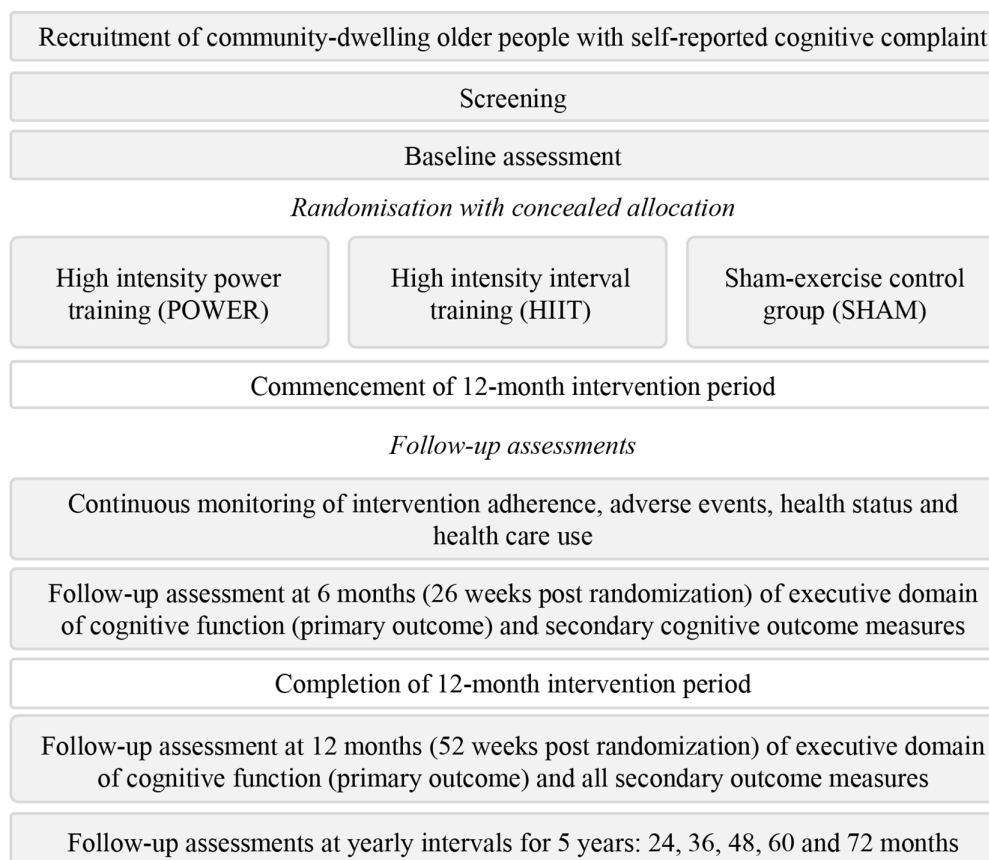 Recruitment of community-dwelling older people with self-reported cognitive complaint
Screening
Baseline assessment
Randomisation with concealed allocation
High intensity power
training (POWER)
High intensity interval
training (HIIT)
Sham-exercise control
group (SHAM)
Commencement of 12-month intervention period
Follow-up assessments
Continuous monitoring of intervention adherence, adverse events, health status and
health care use
Follow-up assessment at 6 months (26 weeks post randomization) of executive domain
of cognitive function (primary outcome) and secondary cognitive outcome measures
Completion of 12-month intervention period
Follow-up assessment at 12 months (52 weeks post randomization) of executive domain
of cognitive function (primary outcome) and all secondary outcome measures
Follow-up assessments at yearly intervals for 5 years: 24, 36, 48, 60 and 72 months